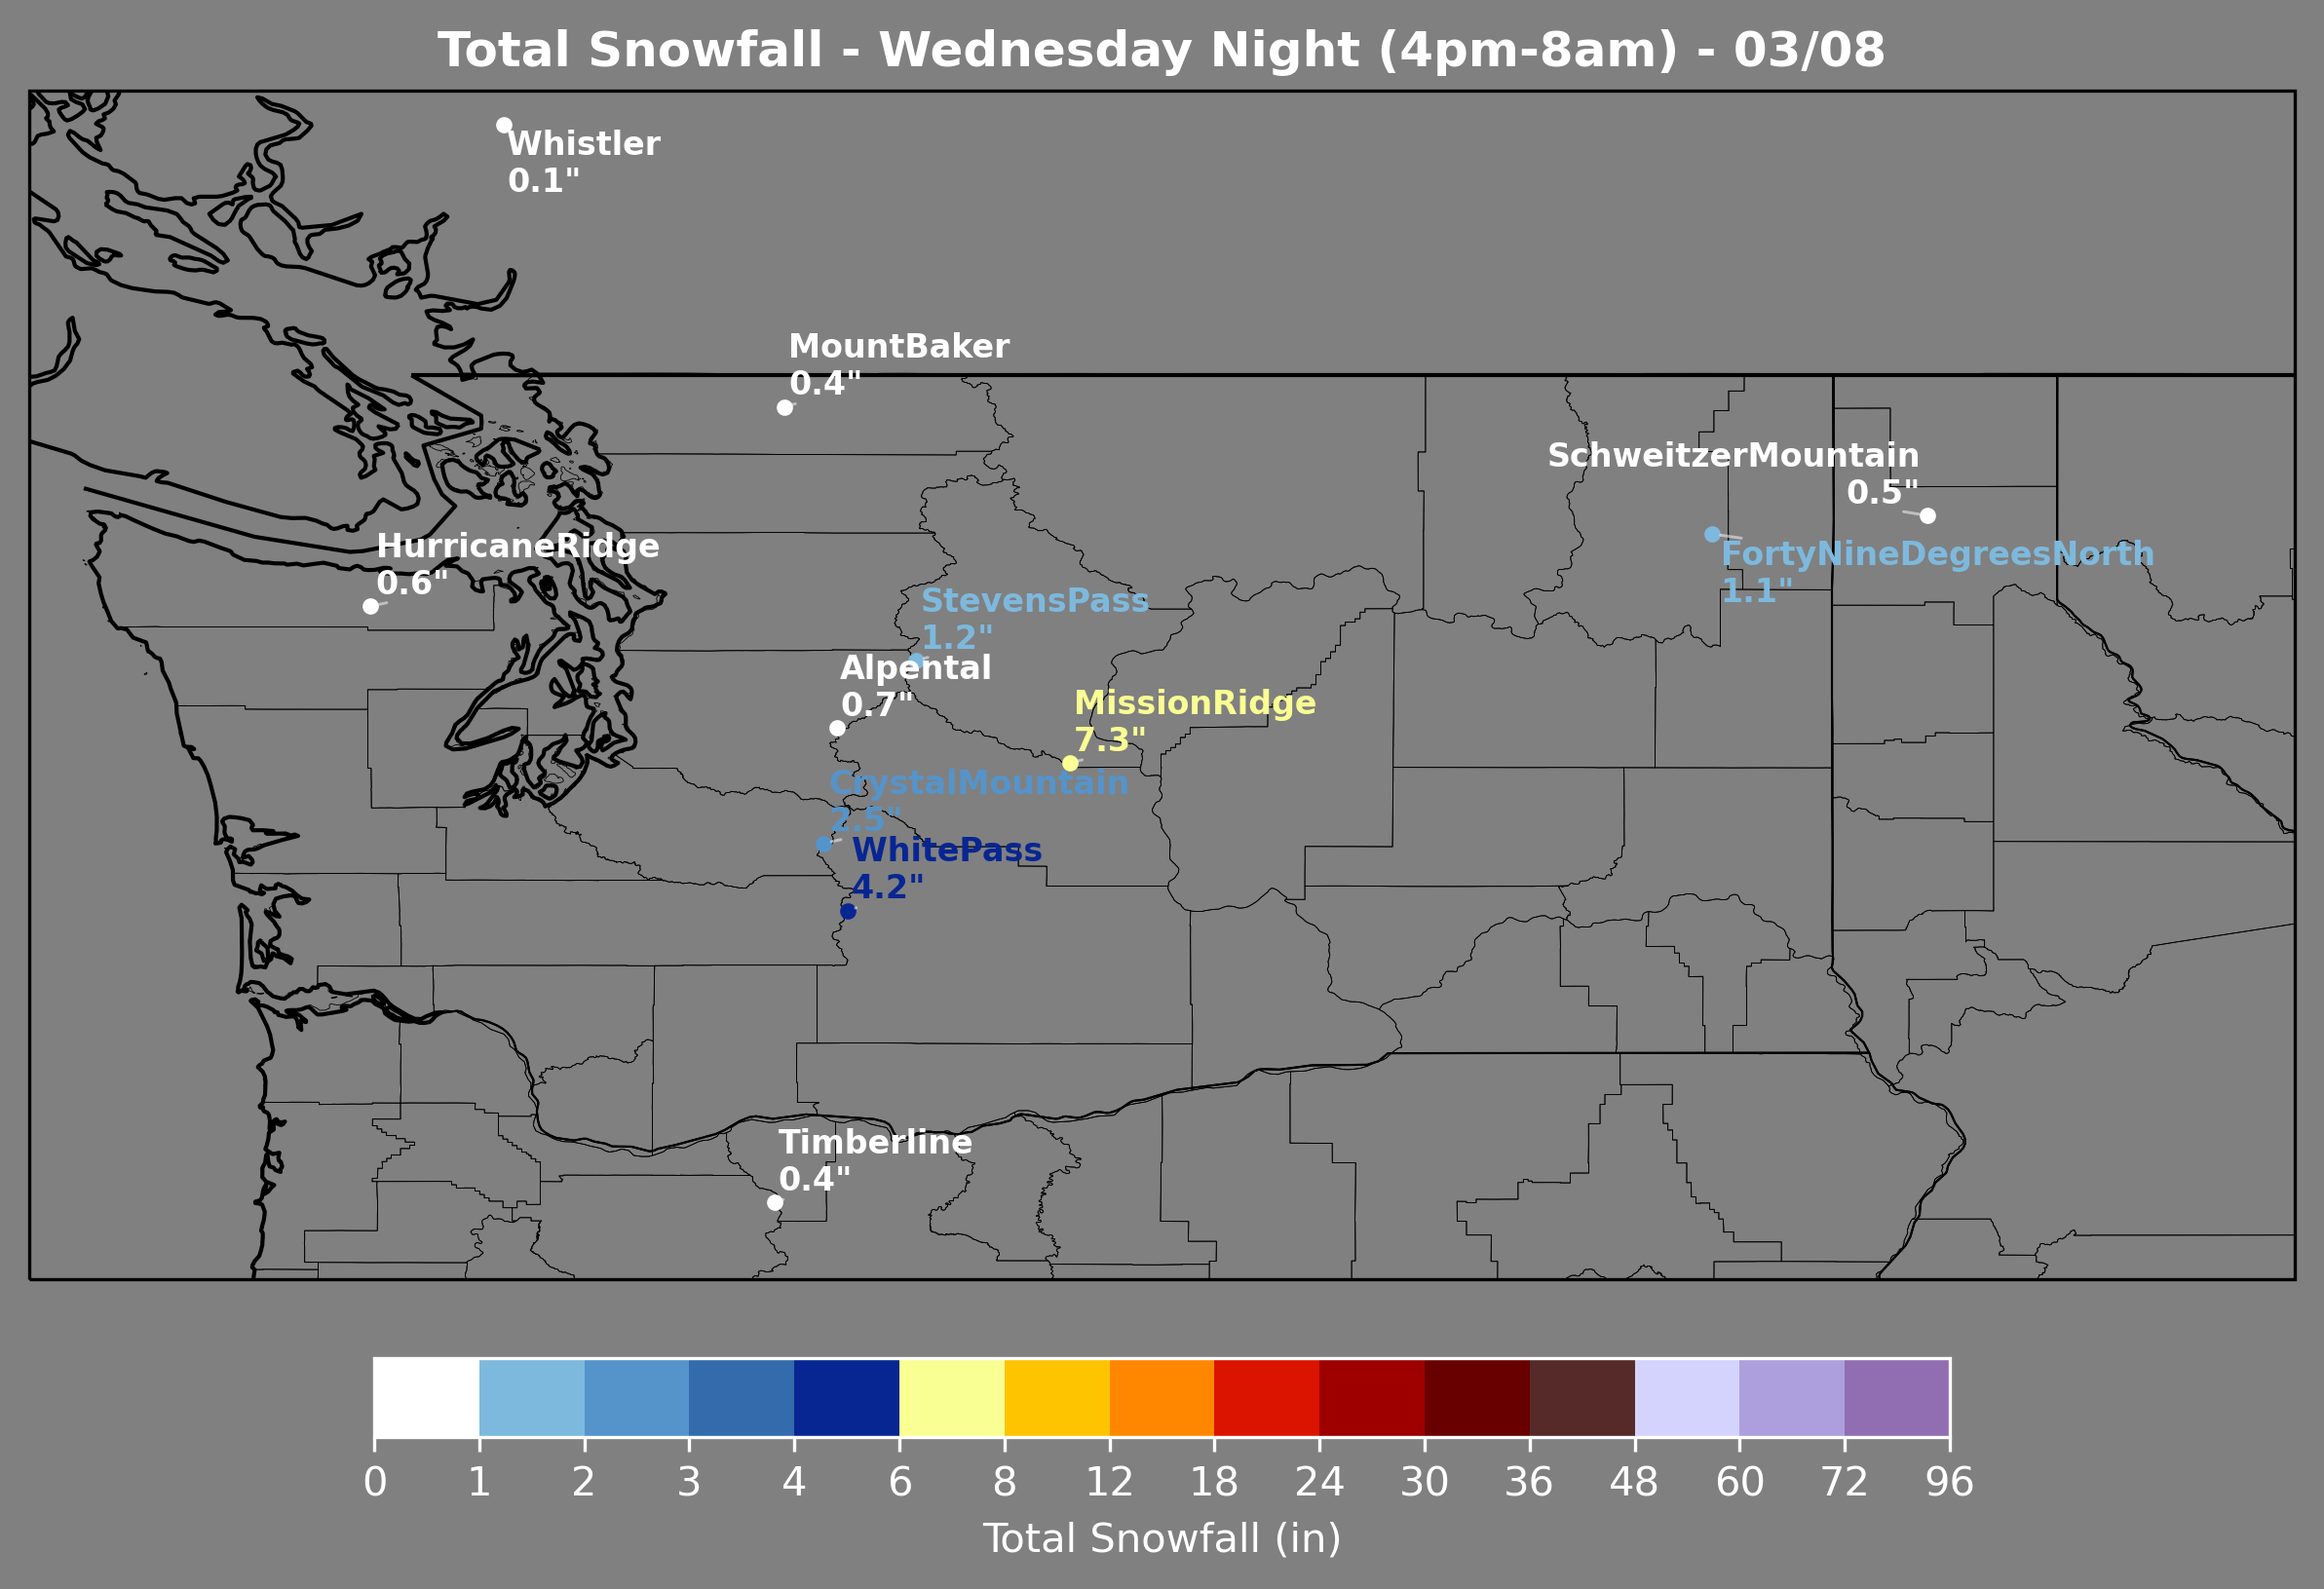 Total Snowfall - Wednesday Night (4pm-8am) - 03/08
Whistler
0.1"
MountBaker
0.4"
SchweitzerMountain
0.5"
HurricaneRidge
0.6"
FortyNineDegreesNorth
1.1"
StevensPass
1.2"
Alpental
0.7"
MissionRidge
7.3"
CrystalMountain
2.5"
WhitePass
4.2"
Timberline
0.4"
0 1 2 3 4 6 8 12 18 24 30 36 48 60 72 96
Total Snowfall (in)